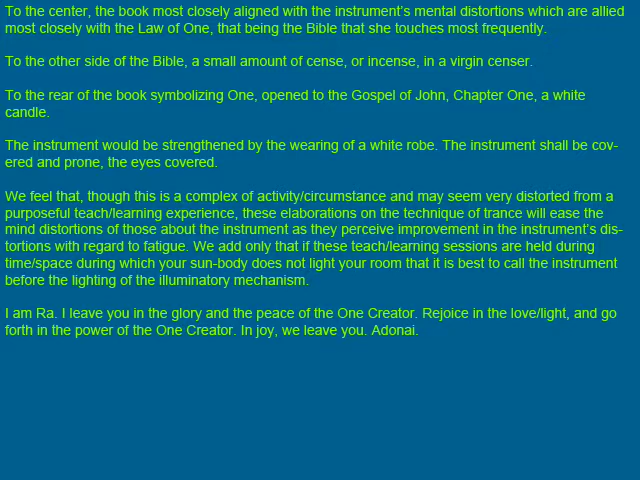 To the center, the book most closely aligned with the instrument’s mental distortions which are allied
most closely with the Law of One, that being the Bible that she touches most frequently.
To the other side of the Bible, a small amount of cense, or incense, in a virgin censer.
To the rear of the book symbolizing One, opened to the Gospel of John, Chapter One, a white
candle.
The instrument would be strengthened by the wearing of a white robe. The instrument shall be cov-
ered and prone, the eyes covered.
We feel that, though this is a complex of activity/circumstance and may seem very distorted from a
purposeful teach/learning experience, these elaborations on the technique of trance will ease the
mind distortions of those about the instrument as they perceive improvement in the instrument’s dis-
tortions with regard to fatigue. We add only that if these teach/learning sessions are held during
time/space during which your sun-body does not light your room that it is best to call the instrument
before the lighting of the illuminatory mechanism.
I am Ra. I leave you in the glory and the peace of the One Creator. Rejoice in the love/light, and go
forth in the power of the One Creator. In joy, we leave you. Adonai.